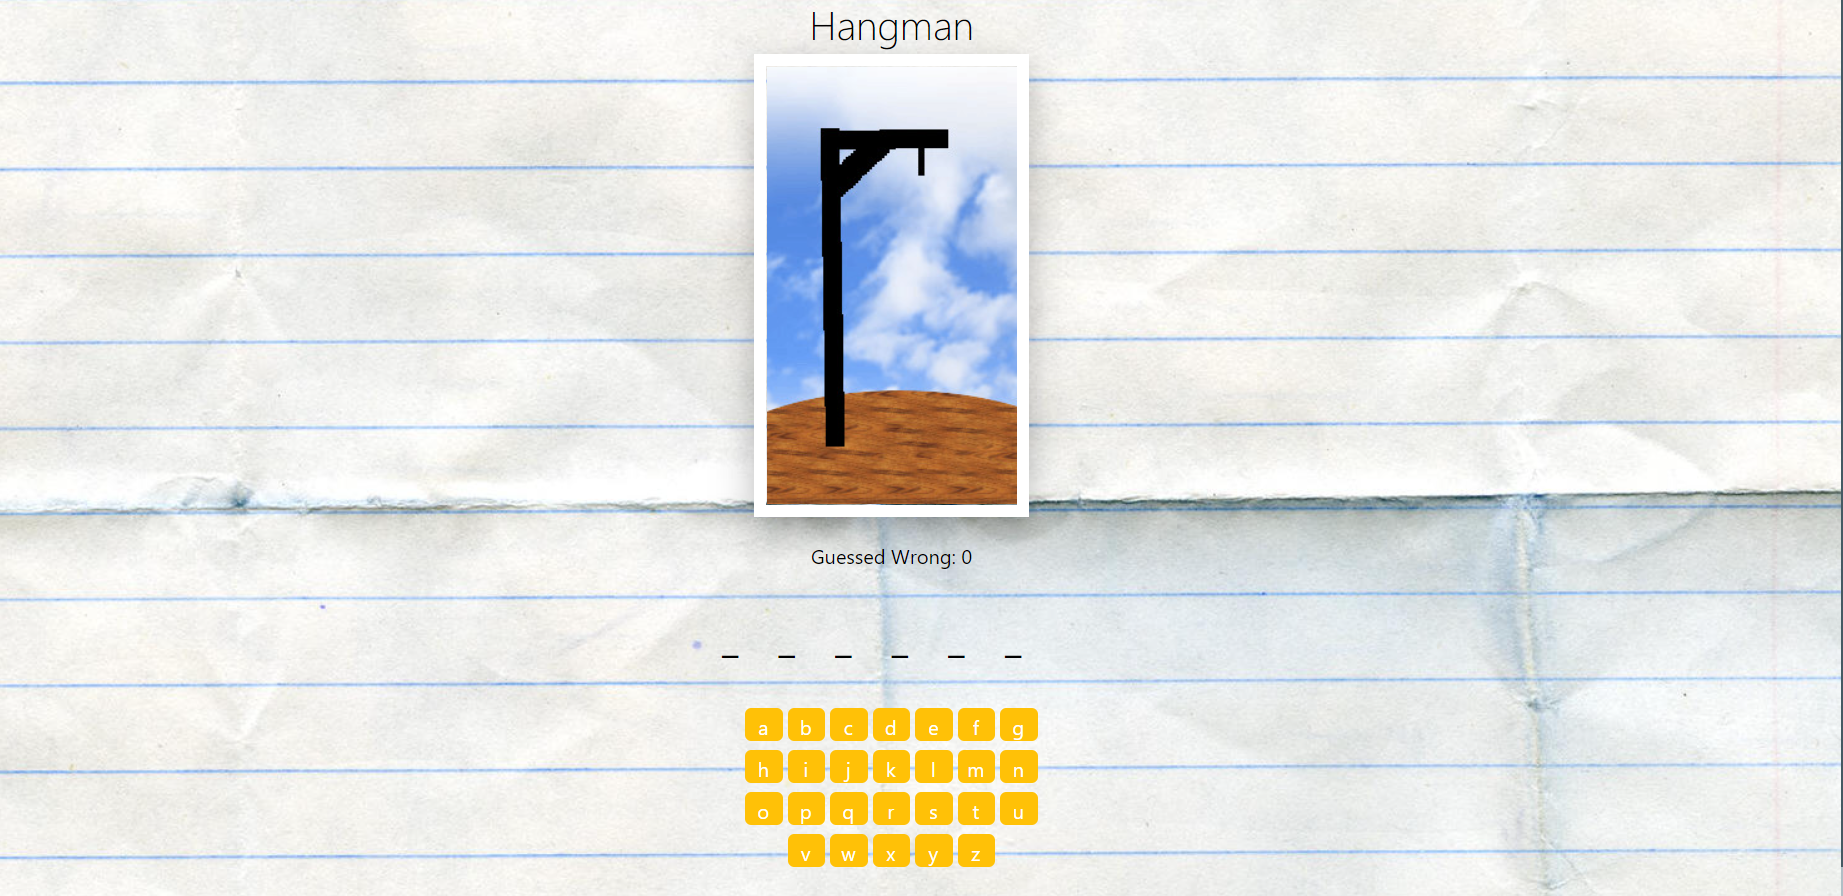 Hangman
Guessed Wrong: 0
_ _ _ _ _ _
a b c d e f g
h i j k l m n
o p q r s t u
v w x y z